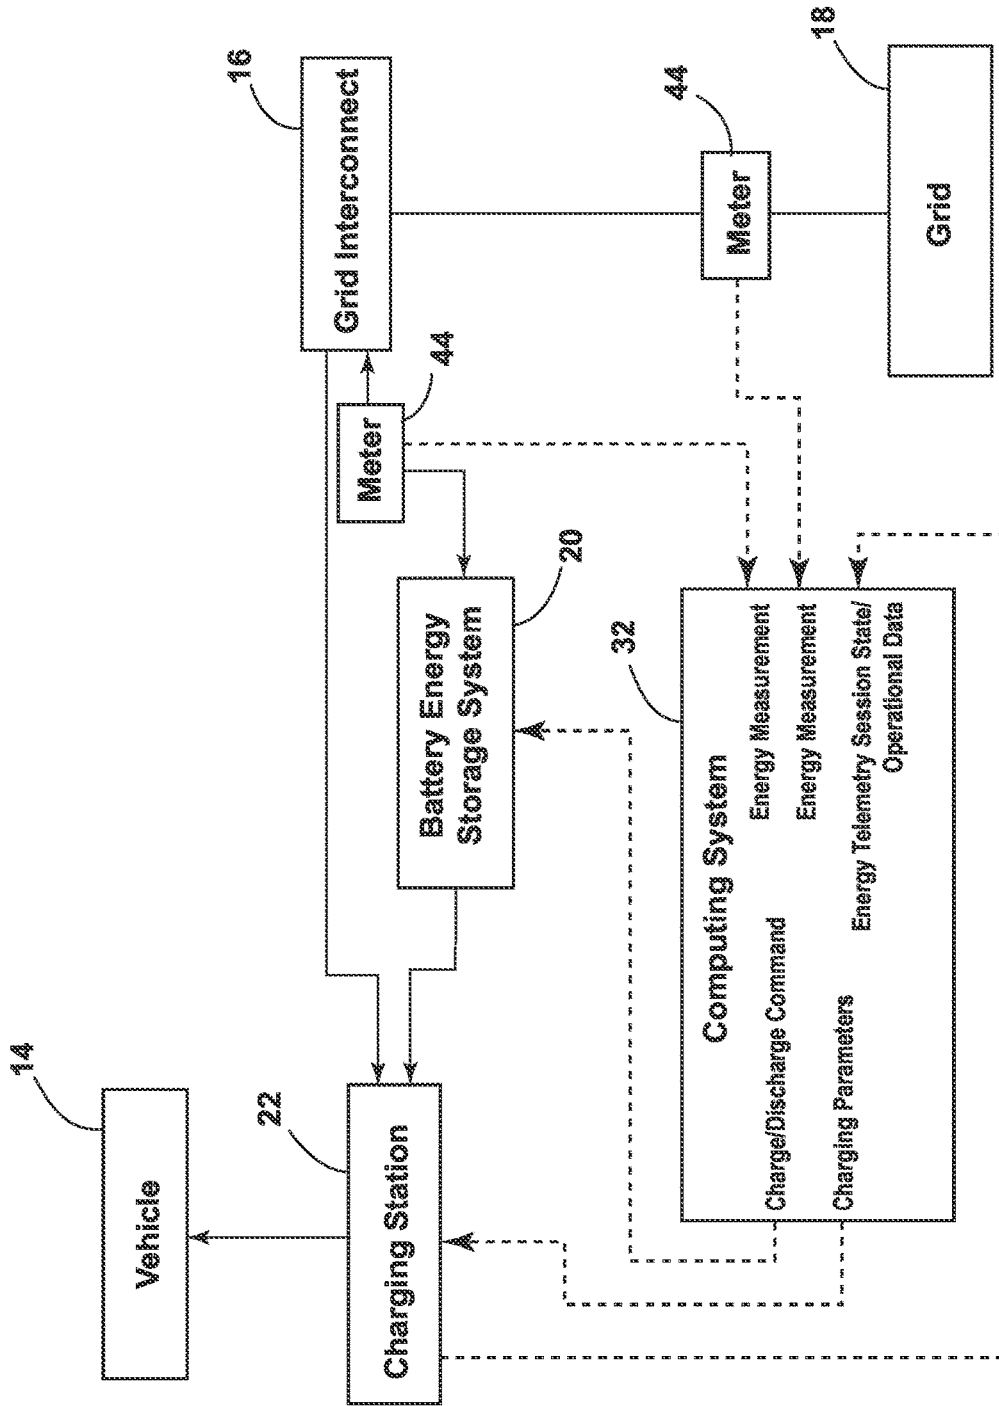 14
Vehicle
22
Charging Station
16
Grid Interconnect
44
Meter
20
Battery Energy
Storage System
44
Meter
18
Grid
32
Computing System
Charge/Discharge Command
Charging Parameters
Energy Measurement
Energy Measurement
Energy Telemetry Session State/
Operational Data